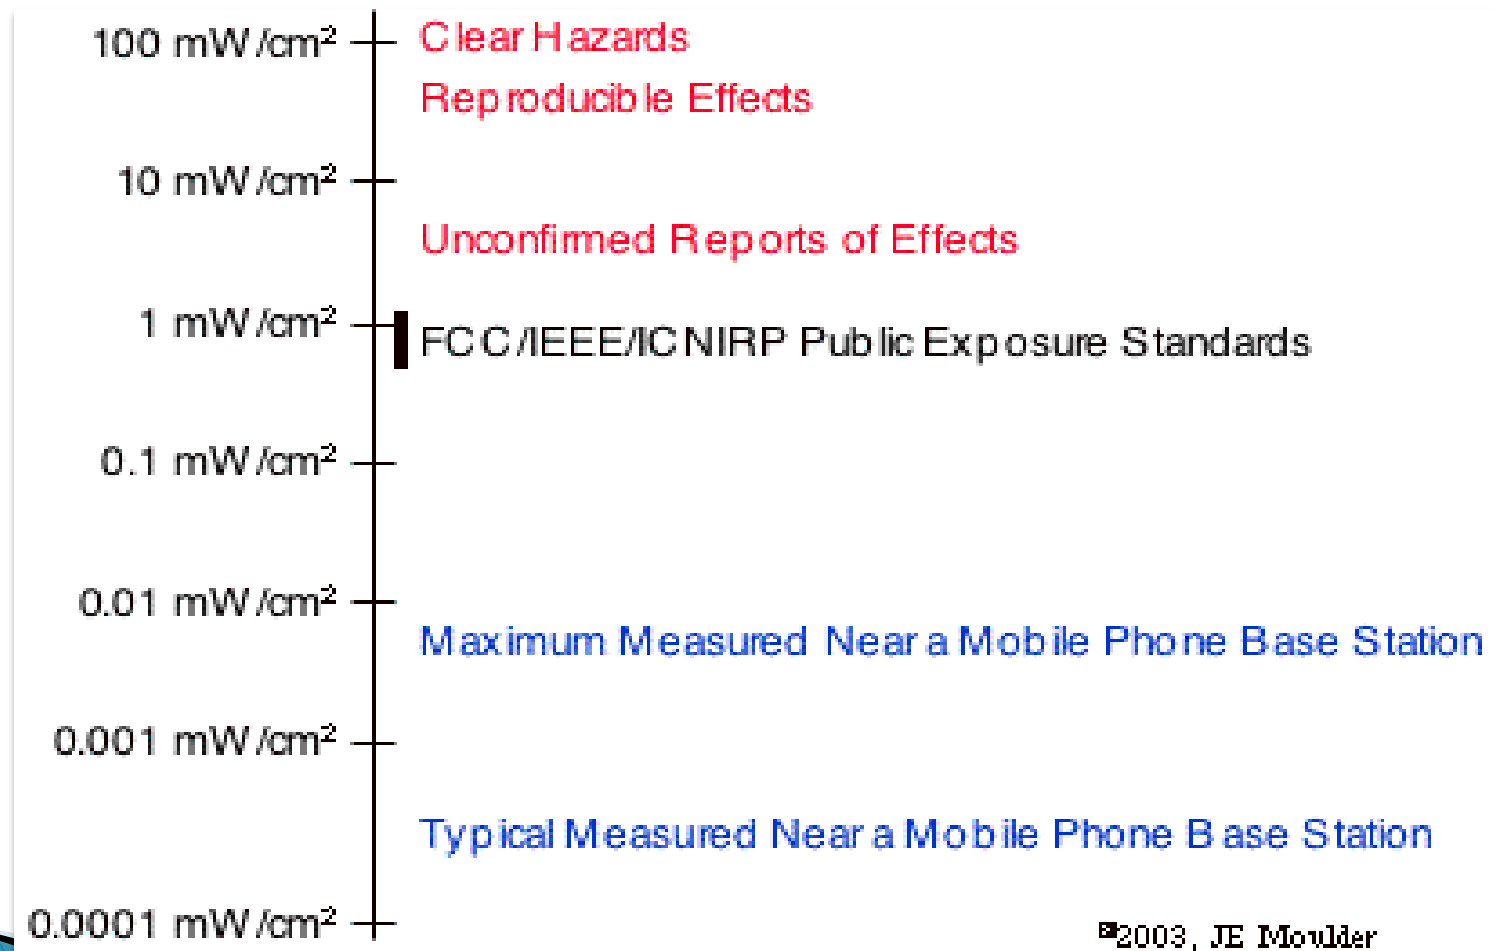 100 mW/cm² Clear Hazards
Reproducible Effects
10 mW/cm²
Unconfirmed Reports of Effects
1 mW/cm²
FCC/IEEE/ICNIRP Public Exposure Standards
0.1 mW/cm²
0.01 mW/cm²
Maximum Measured Near a Mobile Phone Base Station
0.001 mW/cm²
Typical Measured Near a Mobile Phone Base Station
0.0001 mW/cm²
©2003, JE Moulder